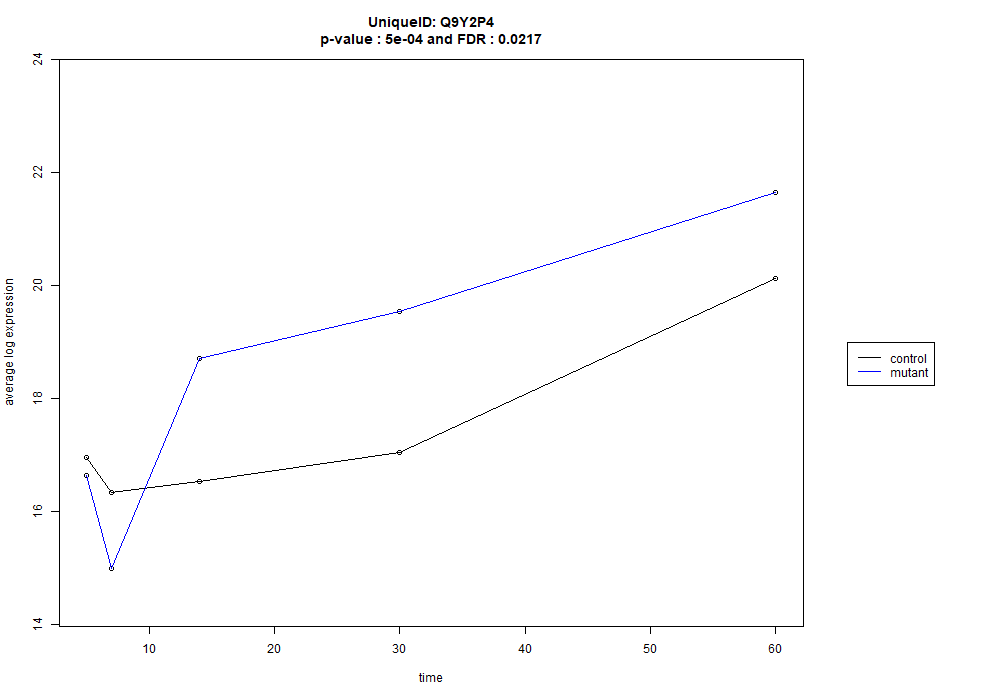 UniqueID: Q9Y2P4
p-value : 5e-04 and FDR : 0.0217
24
22
20
18
16
14
average log expression
10 20 30 40 50 60
time
control
mutant